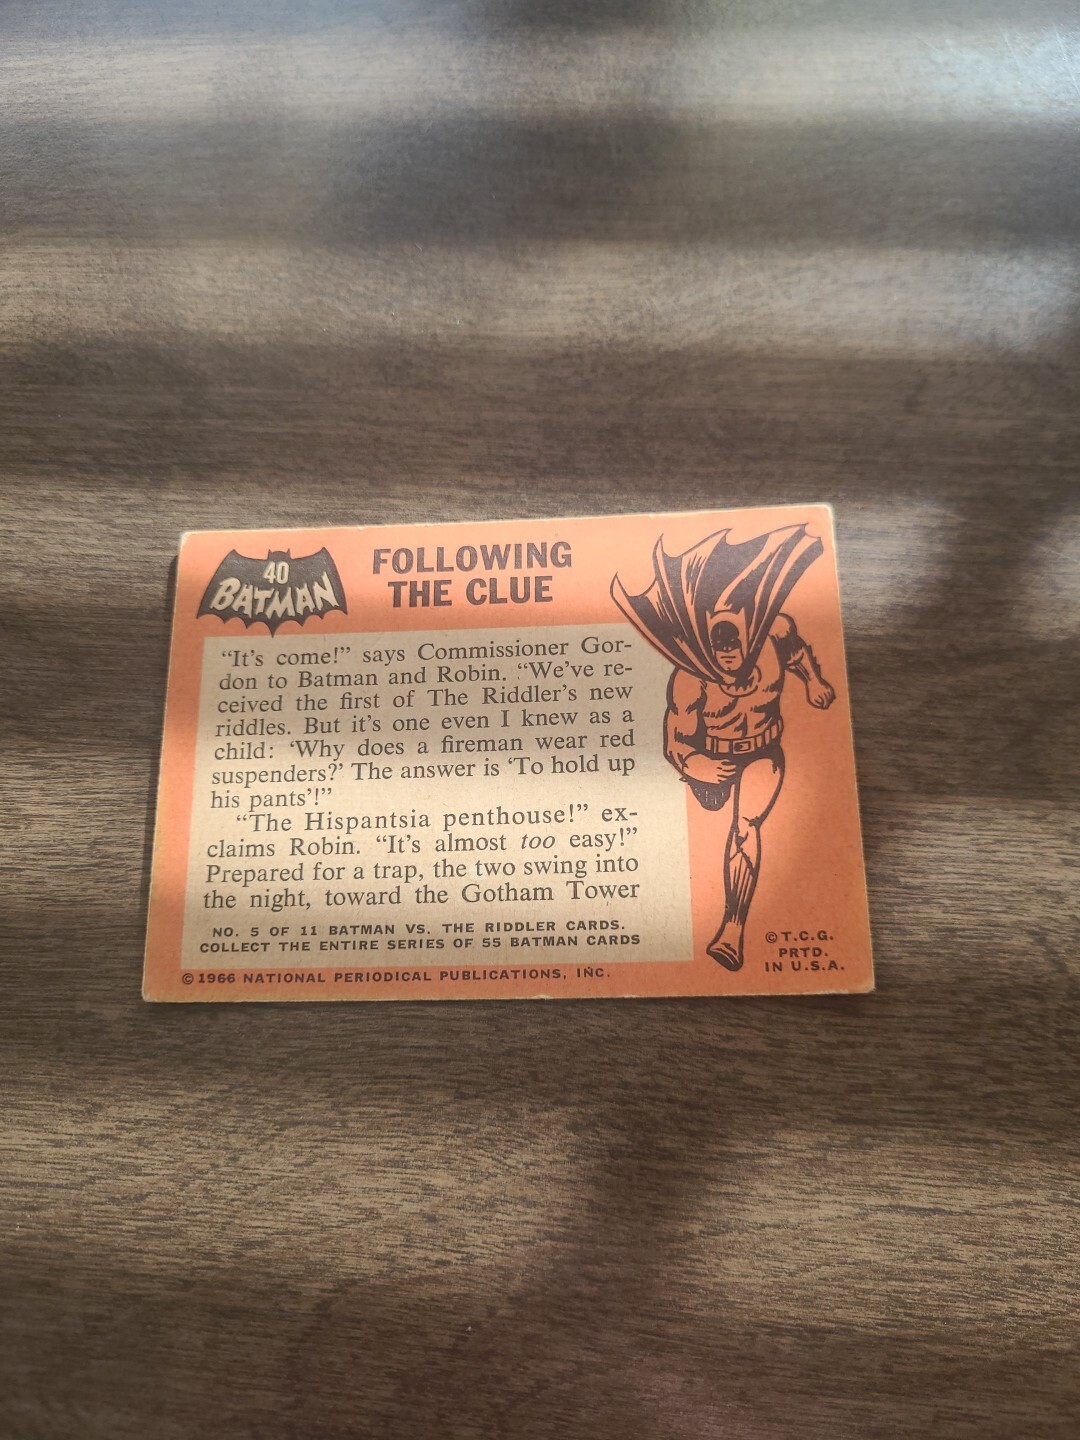 40
BATMAN
FOLLOWING
THE CLUE
“It’s come!” says Commissioner Gor-
don to Batman and Robin. “We’ve re-
ceived the first of The Riddler’s new
riddles. But it’s one even I knew as a
child: ‘Why does a fireman wear red
suspenders?’ The answer is ‘To hold up
his pants’!”
“The Hispantsia penthouse!” ex-
claims Robin. “It’s almost too easy!”
Prepared for a trap, the two swing into
the night, toward the Gotham Tower
NO. 5 OF 11 BATMAN VS. THE RIDDLER CARDS.
COLLECT THE ENTIRE SERIES OF 55 BATMAN CARDS
© 1966 NATIONAL PERIODICAL PUBLICATIONS, INC.
© T.C.G.
PRTD.
IN U.S.A.